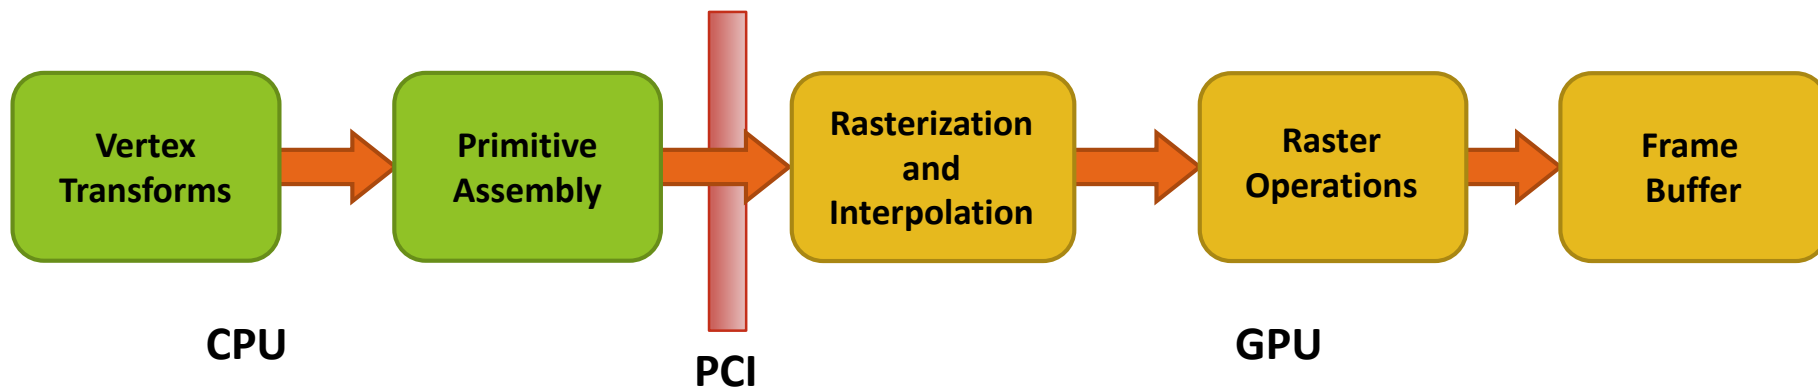 Vertex
Transforms
Primitive
Assembly
Rasterization
and
Interpolation
Raster
Operations
Frame
Buffer
CPU
PCI
GPU